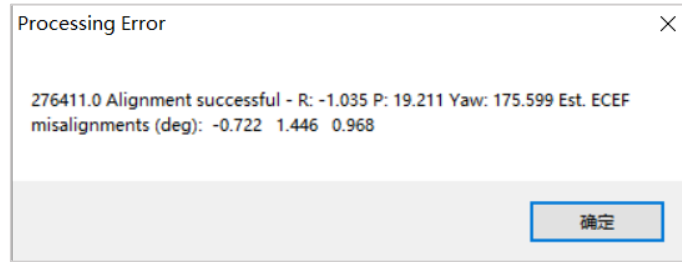 Processing Error
276411.0 Alignment successful - R: -1.035 P: 19.211 Yaw: 175.599 Est. ECEF
misalignments (deg):  -0.722   1.446   0.968
确定